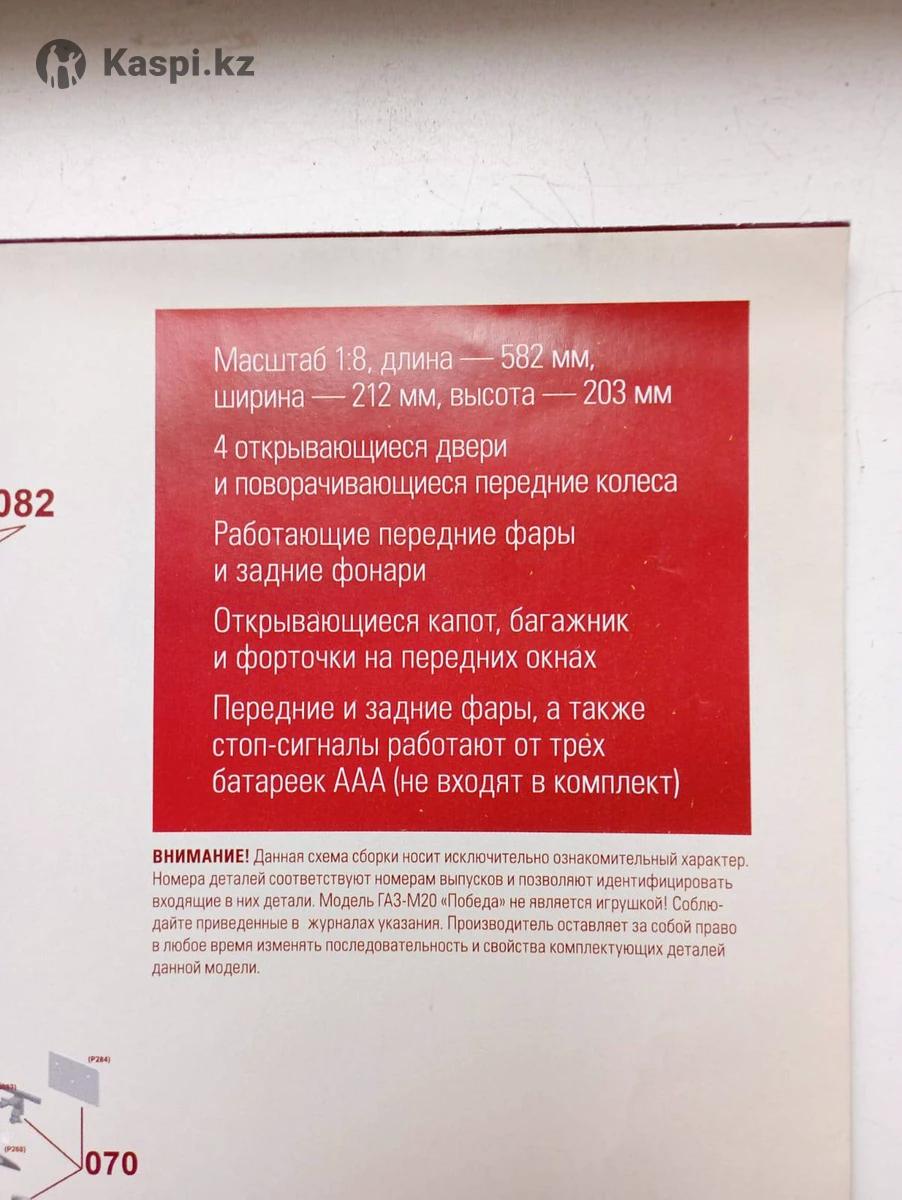 Kaspi.kz
Масштаб 1:8, длина — 582 мм,
ширина — 212 мм, высота — 203 мм
4 открывающиеся двери
и поворачивающиеся передние колеса
Работающие передние фары
и задние фонари
Открывающиеся капот, багажник
и форточки на передних окнах
Передние и задние фары, а также
стоп-сигналы работают от трех
батареек ААА (не входят в комплект)
082
ВНИМАНИЕ! Данная схема сборки носит исключительно ознакомительный характер.
Номера деталей соответствуют номерам выпусков и позволяют идентифицировать
входящие в них детали. Модель ГАЗ-М20 «Победа» не является игрушкой! Соблю-
дайте приведенные в журналах указания. Производитель оставляет за собой право
в любое время изменять последовательность и свойства комплектующих деталей
данной модели.
(P284)
070